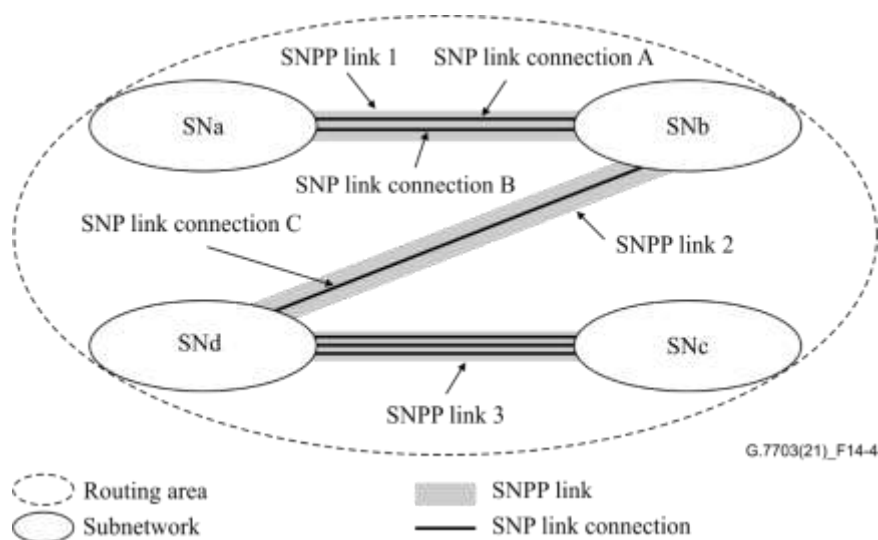 SNPP link 1
SNP link connection A
SNa
SNb
SNP link connection B
SNP link connection C
SNPP link 2
SNd
SNc
SNPP link 3
G.7703(21)_F14-4
Routing area
SNPP link
Subnetwork
SNP link connection